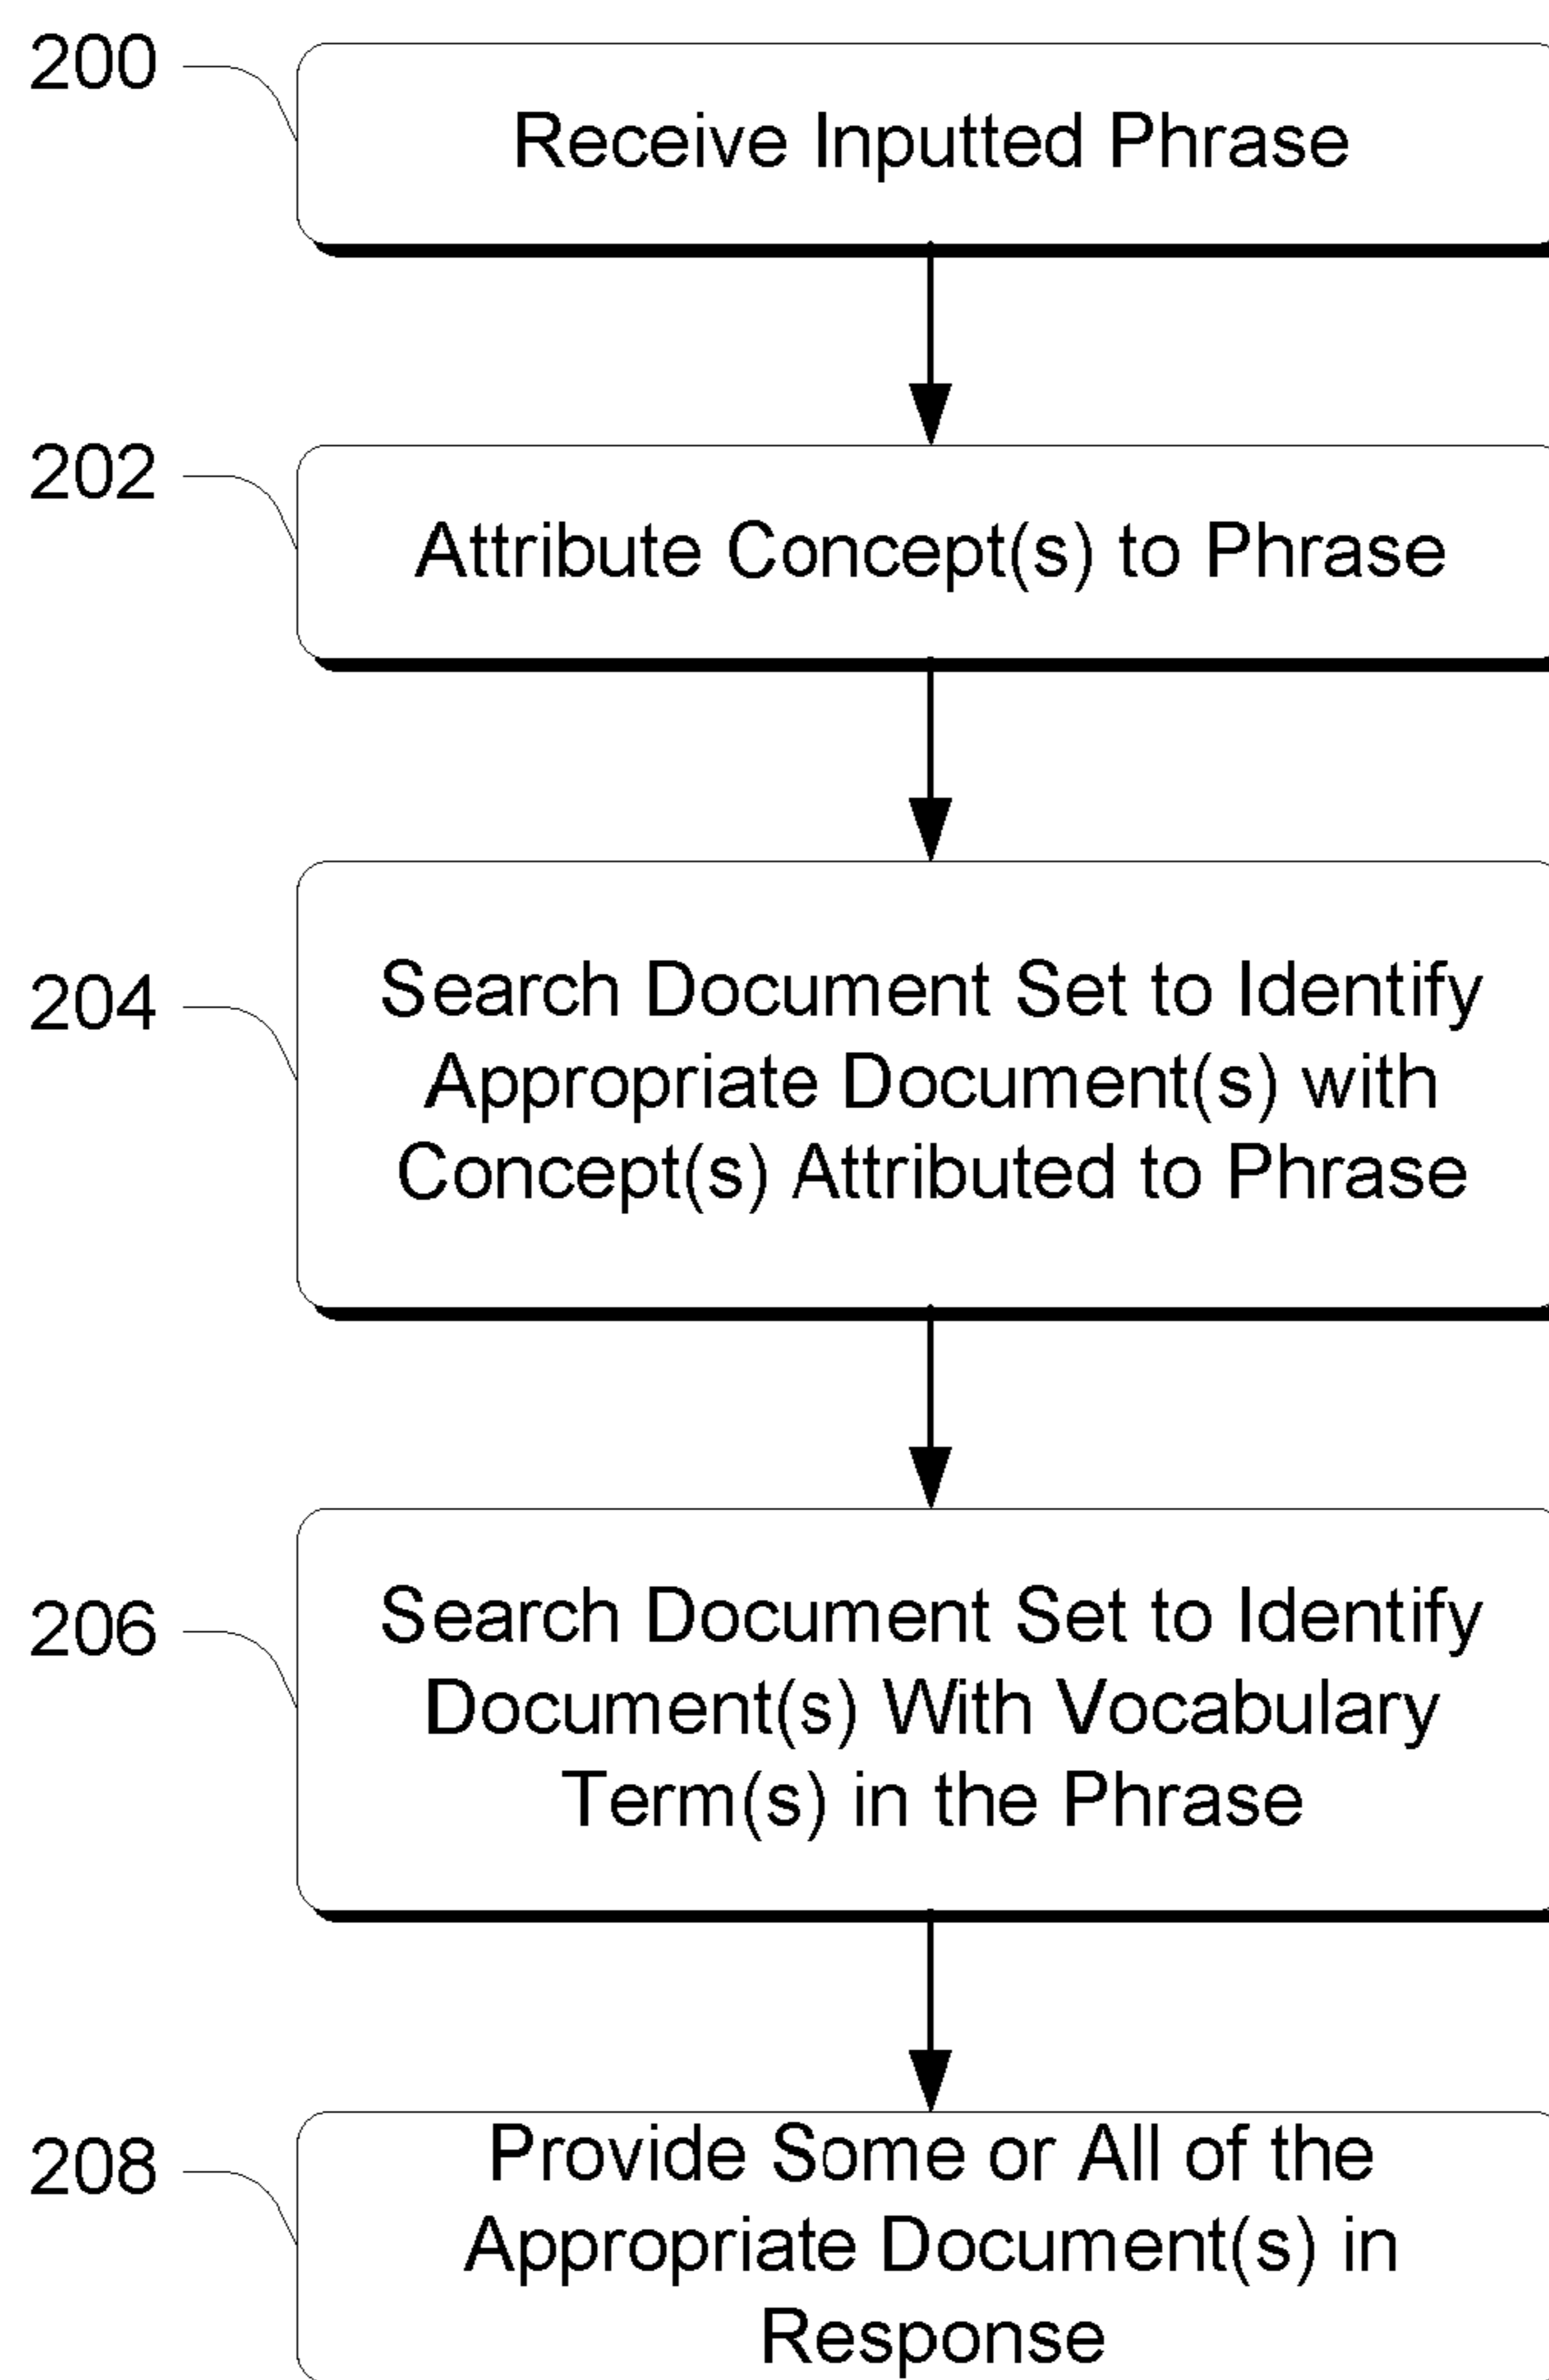 200
Receive Inputted Phrase
202
Attribute Concept(s) to Phrase
204
Search Document Set to Identify
Appropriate Document(s) with
Concept(s) Attributed to Phrase
206
Search Document Set to Identify
Document(s) With Vocabulary
Term(s) in the Phrase
208
Provide Some or All of the
Appropriate Document(s) in
Response